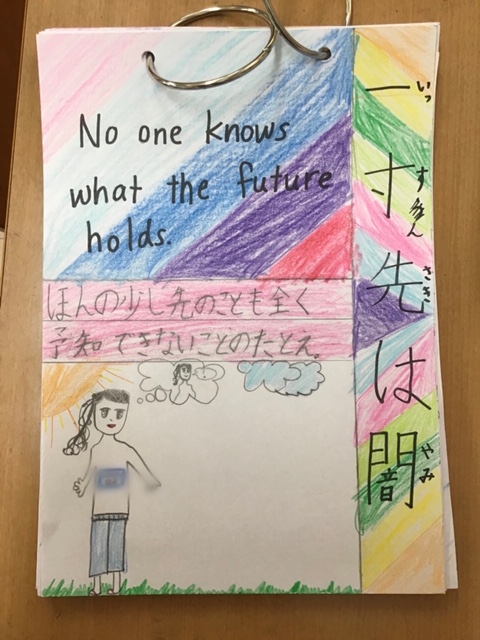 No one knows
what the future
holds.
ほんの少し先のことも全く
予知できないことのたとえ。
一寸先は闇
いっ
すん
さき
やみ